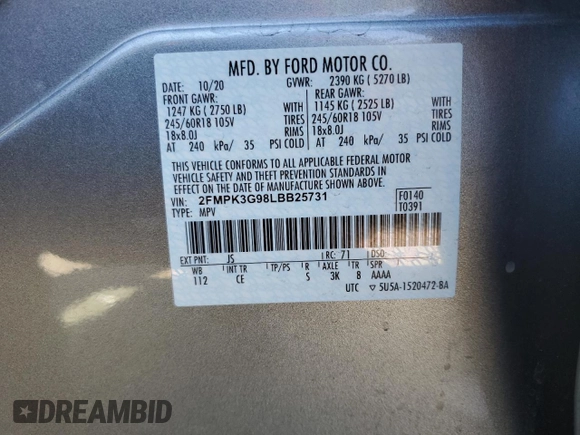 MFD. BY FORD MOTOR CO.
DATE: 10/20 GVWR: 2390 KG ( 5270 LB)
FRONT GAWR: REAR GAWR:
1247 KG ( 2750 LB) WITH 1145 KG ( 2525 LB) WITH
245/60R18 105V TIRES 245/60R18 105V TIRES
18x8.0J RIMS 18x8.0J RIMS
AT 240 kPa/ 35 PSI COLD AT 240 kPa/ 35 PSI COLD
THIS VEHICLE CONFORMS TO ALL APPLICABLE FEDERAL MOTOR
VEHICLE SAFETY AND THEFT PREVENTION STANDARDS IN
EFFECT ON THE DATE OF MANUFACTURE SHOWN ABOVE.
VIN: 2FMPK3G98LBB25731 F0140
TYPE: MPV T0391
EXT PNT: JS RC: 71 DSO:
WB INT TR TP/PS R AXLE TR SPR
112 CE S 3K 8 AAAA
UTC ▽ 5U5A-1520472-BA
DREAMBID